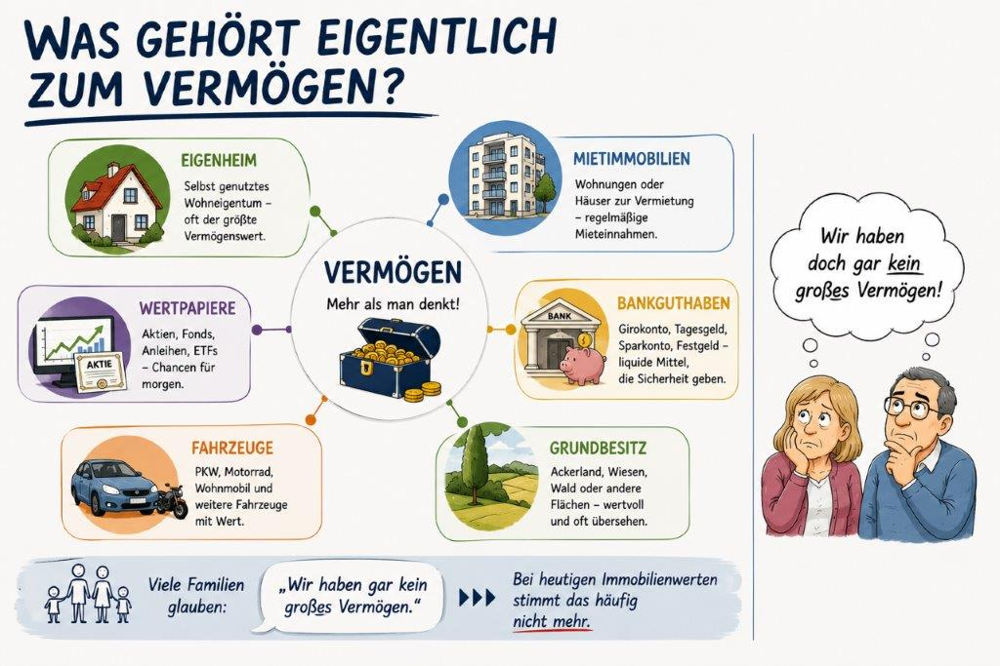 WAS GEHÖRT EIGENTLICH
ZUM VERMÖGEN?
EIGENHEIM
Selbst genutztes
Wohneigentum –
oft der größte
Vermögenswert.
MIETIMMOBILIEN
Wohnungen oder
Häuser zur Vermietung
– regelmäßige
Mieteinnahmen.
VERMÖGEN
Mehr als man denkt!
WERTPAPIERE
Aktien, Fonds,
Anleihen, ETFs
– Chancen für
morgen.
AKTIE
BANKGUTHABEN
Girokonto, Tagesgeld,
Sparkonto, Festgeld –
liquide Mittel,
die Sicherheit geben.
BANK
FAHRZEUGE
PKW, Motorrad,
Wohnmobil und
weitere Fahrzeuge
mit Wert.
GRUNDBESITZ
Ackerland, Wiesen,
Wald oder andere
Flächen – wertvoll
und oft übersehen.
Wir haben
doch gar kein
großes Vermögen!
Viele Familien
glauben:
„Wir haben gar kein
großes Vermögen.“
Bei heutigen Immobilienwerten
stimmt das häufig
nicht mehr.